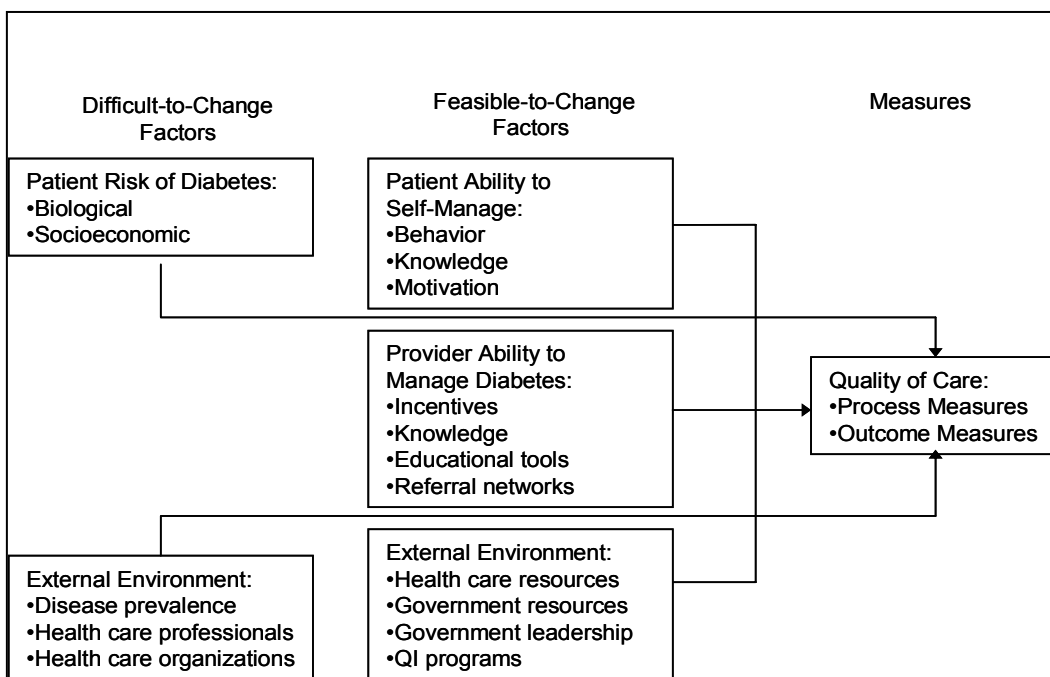 Difficult-to-Change
Factors
Feasible-to-Change
Factors
Measures
Patient Risk of Diabetes:
•Biological
•Socioeconomic
Patient Ability to
Self-Manage:
•Behavior
•Knowledge
•Motivation
Provider Ability to
Manage Diabetes:
•Incentives
•Knowledge
•Educational tools
•Referral networks
Quality of Care:
•Process Measures
•Outcome Measures
External Environment:
•Disease prevalence
•Health care professionals
•Health care organizations
External Environment:
•Health care resources
•Government resources
•Government leadership
•QI programs